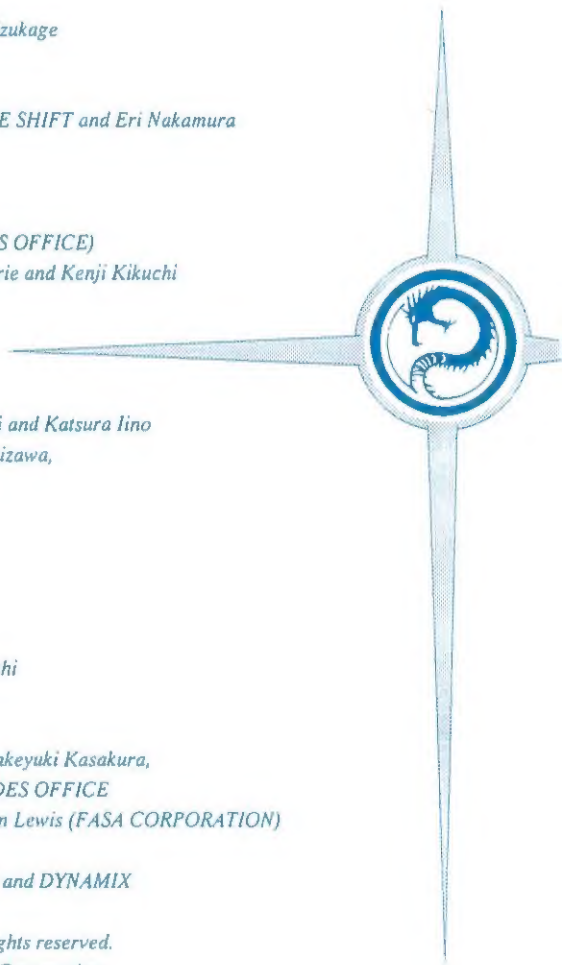 zukage
E SHIFT and Eri Nakamura
S OFFICE)
rie and Kenji Kikuchi
i and Katsura Iino
izawa,
hi
akeyuki Kasakura,
DES OFFICE
n Lewis (FASA CORPORATION)
and DYNAMIX
ghts reserved.